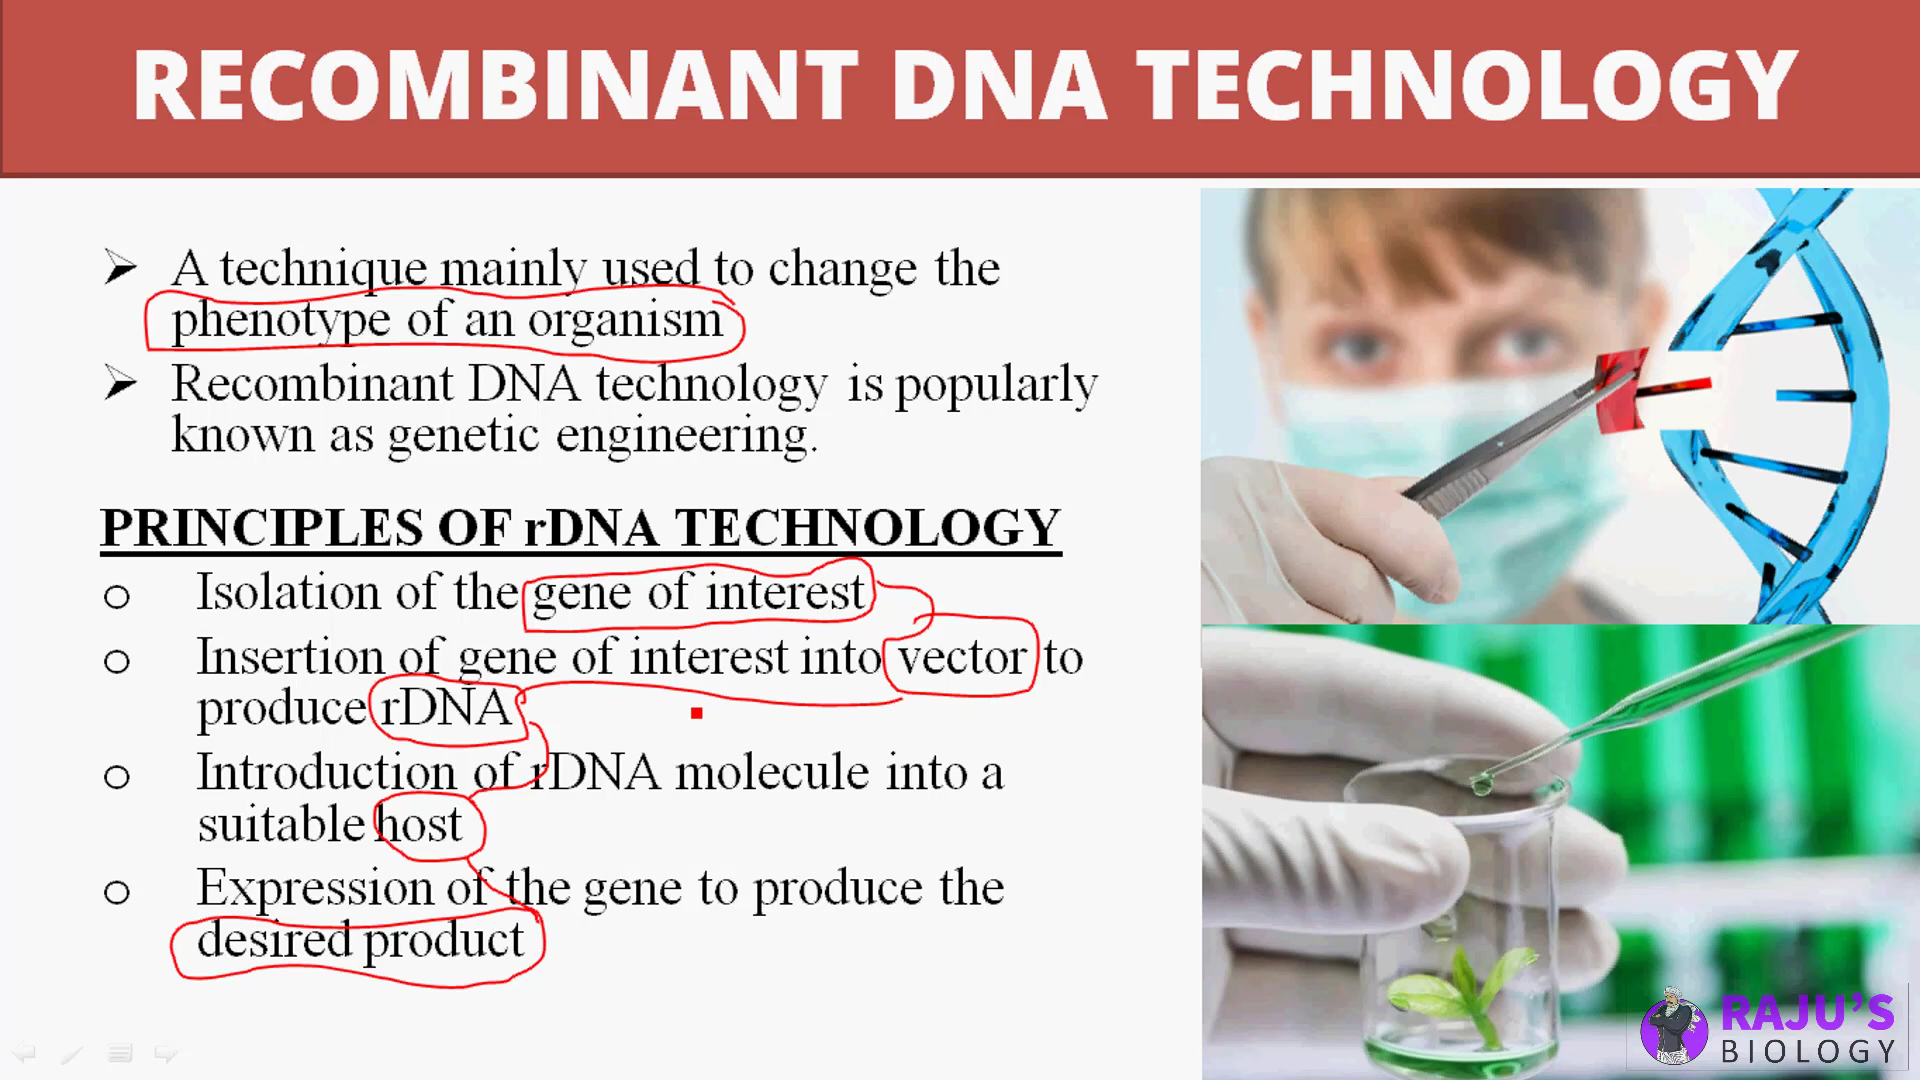 RECOMBINANT DNA TECHNOLOGY
A technique mainly used to change the
phenotype of an organism
Recombinant DNA technology is popularly
known as genetic engineering.
PRINCIPLES OF rDNA TECHNOLOGY
o Isolation of the gene of interest
o Insertion of gene of interest into vector to
produce rDNA
o Introduction of rDNA molecule into a
suitable host
o Expression of the gene to produce the
desired product
RAJU'S
BIOLOGY